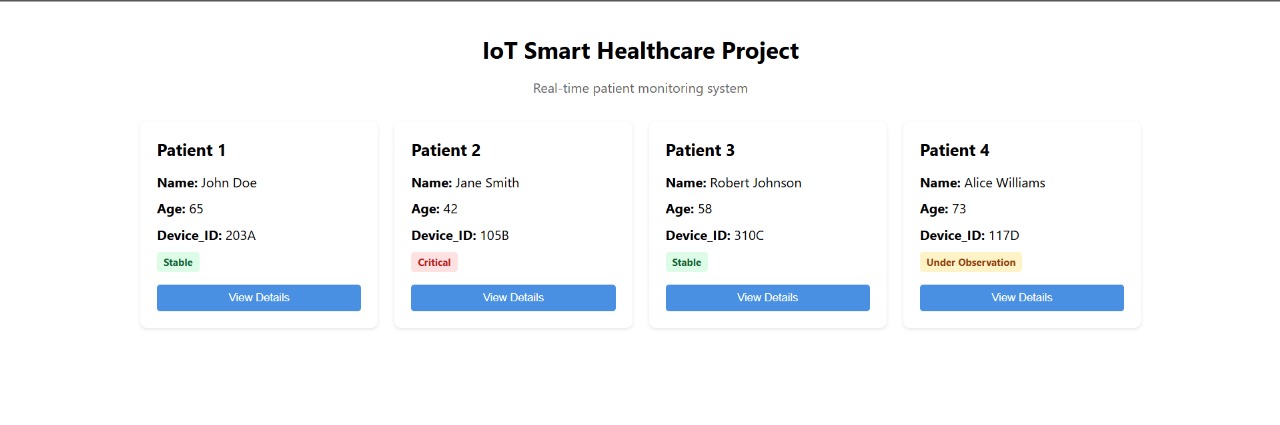 IoT Smart Healthcare Project
Real-time patient monitoring system
Patient 1
Name: John Doe
Age: 65
Device_ID: 203A
Stable
View Details
Patient 2
Name: Jane Smith
Age: 42
Device_ID: 105B
Critical
View Details
Patient 3
Name: Robert Johnson
Age: 58
Device_ID: 310C
Stable
View Details
Patient 4
Name: Alice Williams
Age: 73
Device_ID: 117D
Under Observation
View Details